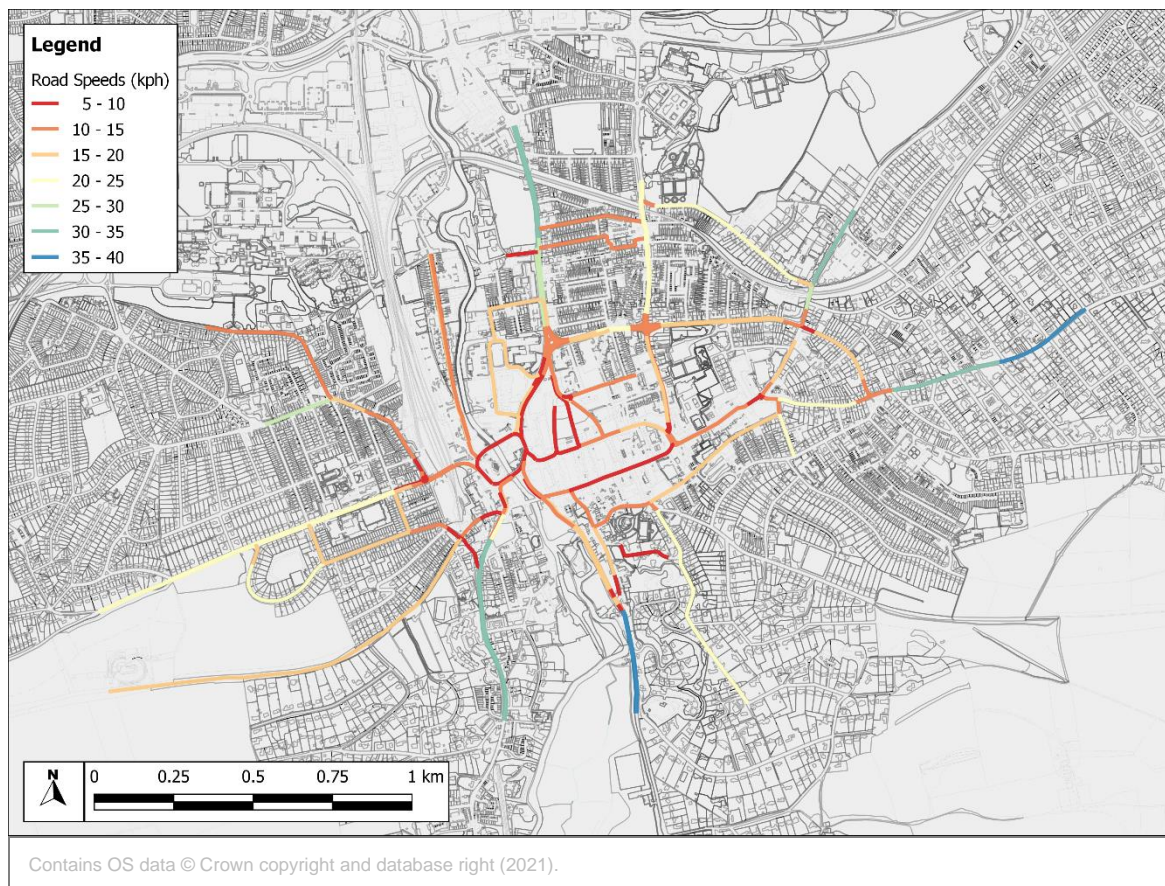 Legend
Road Speeds (kph)
5 - 10
10 - 15
15 - 20
20 - 25
25 - 30
30 - 35
35 - 40
N
0 0.25 0.5 0.75 1 km
Contains OS data © Crown copyright and database right (2021).